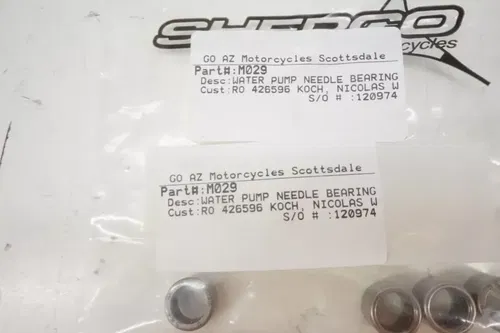 SHERCO
cycles
GO AZ Motorcycles Scottsdale
Part#:M029
Desc:WATER PUMP NEEDLE BEARING
Cust:RO 426596 KOCH, NICOLAS W
S/O # :120974
GO AZ Motorcycles Scottsdale
Part#:M029
Desc:WATER PUMP NEEDLE BEARING
Cust:RO 426596 KOCH, NICOLAS W
S/O # :120974